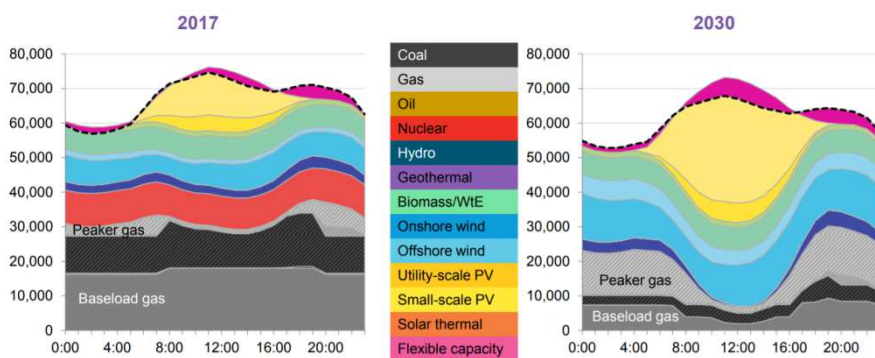 2017
80,000
70,000
60,000
50,000
40,000
30,000
20,000
10,000
0
Peaker gas
Baseload gas
0:00 4:00 8:00 12:00 16:00 20:00
Coal
Gas
Oil
Nuclear
Hydro
Geothermal
Biomass/WtE
Onshore wind
Offshore wind
Utility-scale PV
Small-scale PV
Solar thermal
Flexible capacity
2030
80,000
70,000
60,000
50,000
40,000
30,000
20,000
10,000
0
Peaker gas
Baseload gas
0:00 4:00 8:00 12:00 16:00 20:00